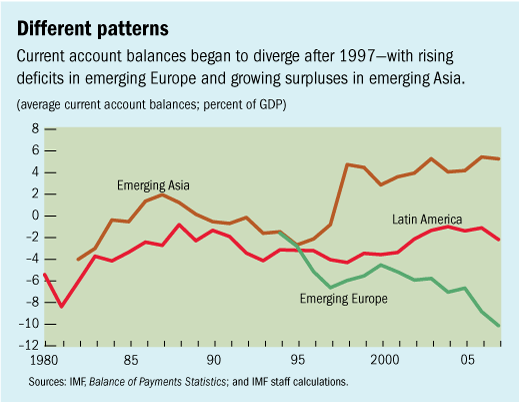 Different patterns
Current account balances began to diverge after 1997—with rising
deficits in emerging Europe and growing surpluses in emerging Asia.
(average current account balances; percent of GDP)
8
6
4
2
0
−2
−4
−6
−8
−10
−12
Emerging Asia
Latin America
Emerging Europe
1980 85 90 95 2000 05
Sources: IMF, Balance of Payments Statistics; and IMF staff calculations.